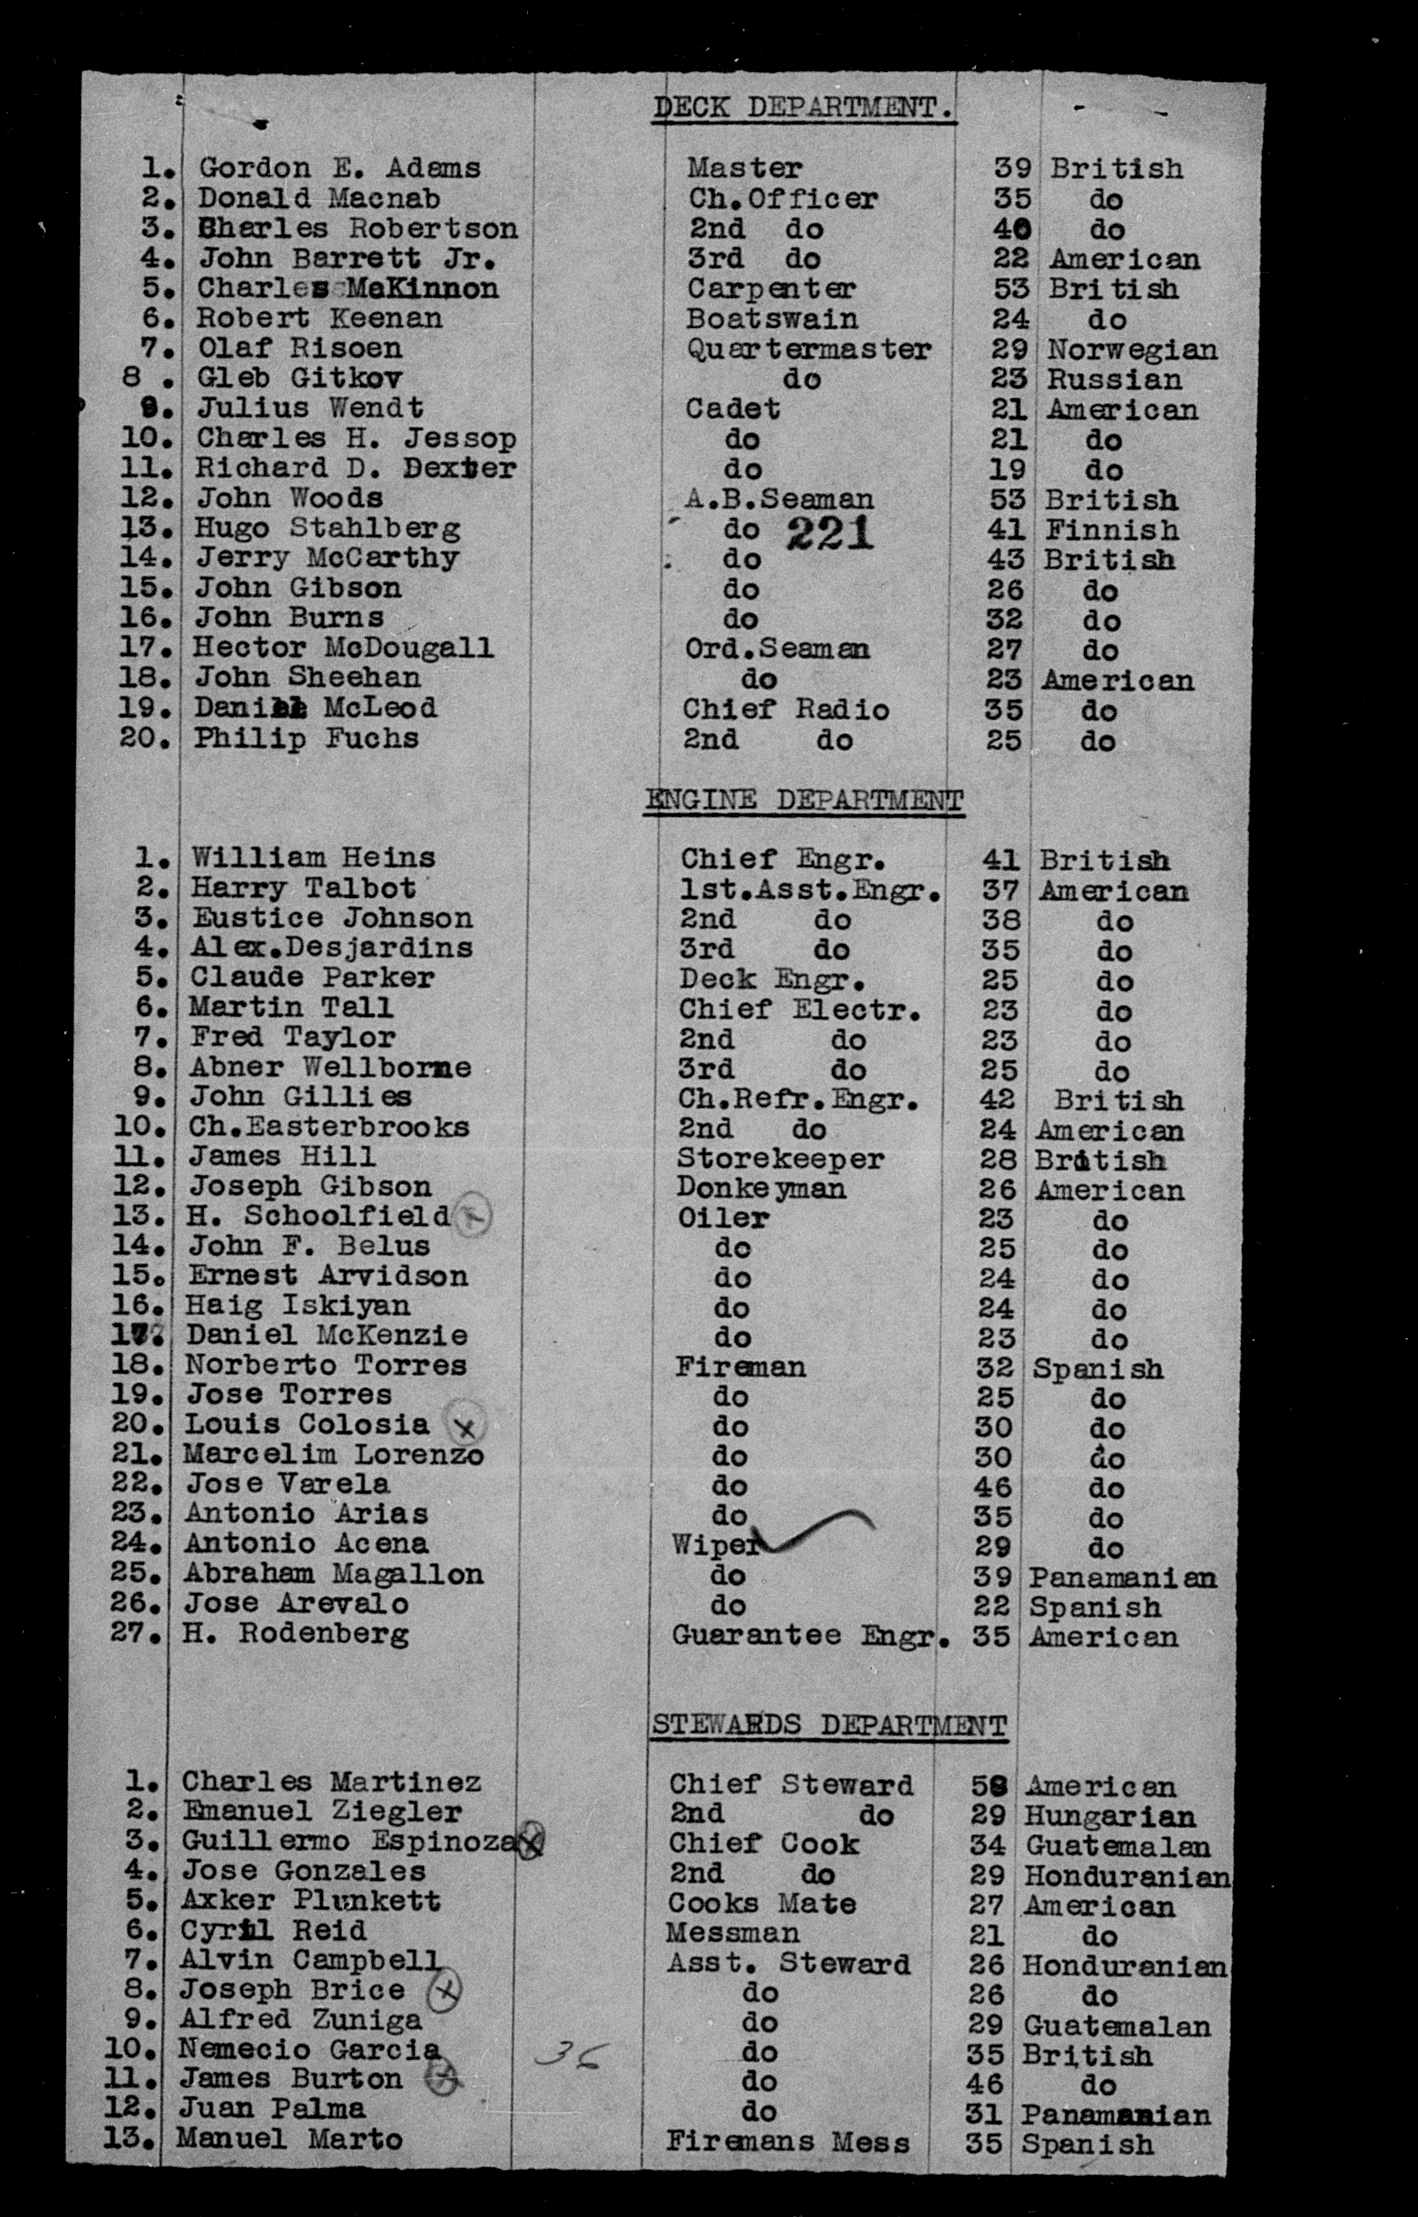 DECK DEPARTMENT.
1. Gordon E. Adams Master 39 British
2. Donald Macnab Ch.Officer 35 do
3. Charles Robertson 2nd do 40 do
4. John Barrett Jr. 3rd do 22 American
5. Charles McKinnon Carpenter 53 British
6. Robert Keenan Boatswain 24 do
7. Olaf Risoen Quartermaster 29 Norwegian
8 . Gleb Gitkov do 23 Russian
9. Julius Wendt Cadet 21 American
10. Charles H. Jessop do 21 do
11. Richard D. Dexter do 19 do
12. John Woods A.B.Seaman 53 British
13. Hugo Stahlberg do 221 41 Finnish
14. Jerry McCarthy do 43 British
15. John Gibson do 26 do
16. John Burns do 32 do
17. Hector McDougall Ord.Seaman 27 do
18. John Sheehan do 23 American
19. McLeod Chief Radio 35 do
20. Philip Fuchs 2nd do 25 do
ENGINE DEPARTMENT
1. William Heins Chief Engr. 41 British
2. Harry Talbot 1st.Asst.Engr. 37 American
3. Eustice Johnson 2nd do 38 do
4. Alex.Desjardins 3rd do 35 do
5. Claude Parker Deck Engr. 25 do
6. Martin Tall Chief Electr. 23 do
7. Fred Taylor 2nd do 23 do
8. Abner Wellborne 3rd do 25 do
9. John Gillies Ch.Refr.Engr. 42 British
10. Ch.Easterbrooks 2nd do 24 American
11. James Hill Storekeeper 28 British
12. Joseph Gibson Donkeyman 26 American
13. H. Schoolfield x Oiler 23 do
14. John F. Belus do 25 do
15. Ernest Arvidson do 24 do
16. Haig Iskiyan do 24 do
17. Daniel McKenzie do 23 do
18. Norberto Torres Fireman 32 Spanish
19. Jose Torres do 25 do
20. Louis Colosia x do 30 do
21. Marcelim Lorenzo do 30 do
22. Jose Varela do 46 do
23. Antonio Arias do 35 do
24. Antonio Acena Wiper 29 do
25. Abraham Magallon do 39 Panamanian
26. Jose Arevalo do 22 Spanish
27. H. Rodenberg Guarantee Engr. 35 American
STEWARDS DEPARTMENT
1. Charles Martinez Chief Steward American
2. Emanuel Ziegler 2nd do 29 Hungarian
3. Guillermo Espinoza x Chief Cook 34 Guatemalan
4. Jose Gonzales 2nd do 29 Honduranian
5. Axker Plunkett Cooks Mate 27 American
6. Cyril Reid Messman 21 do
7. Alvin Campbell Asst. Steward 26 Honduranian
8. Joseph Brice x do 26 do
9. Alfred Zuniga do 29 Guatemalan
10. Nemecio Garcia 36 do 35 British
11. James Burton x do 46 do
12. Juan Palma do 31 Panamanian
13. Manuel Marto Firemans Mess 35 Spanish